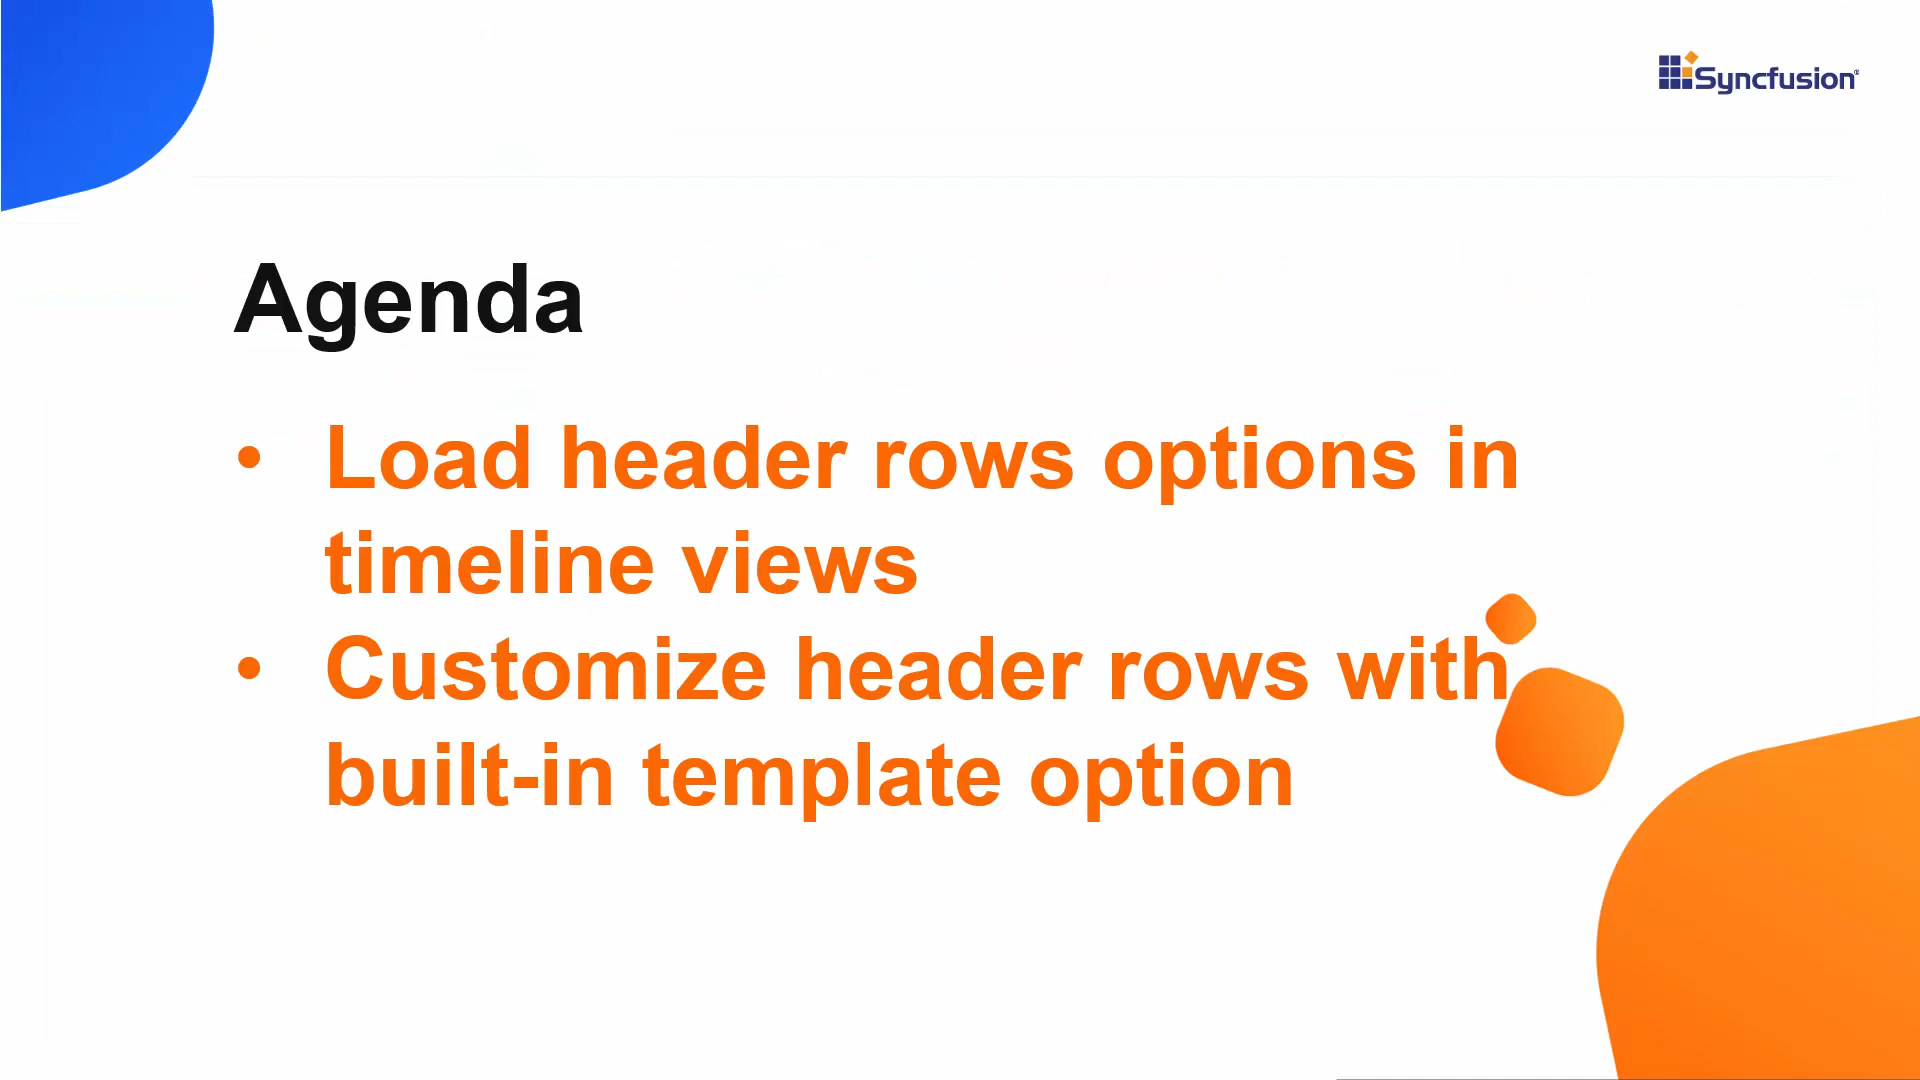 Syncfusion®
Agenda
• Load header rows options in
timeline views
• Customize header rows with
built-in template option